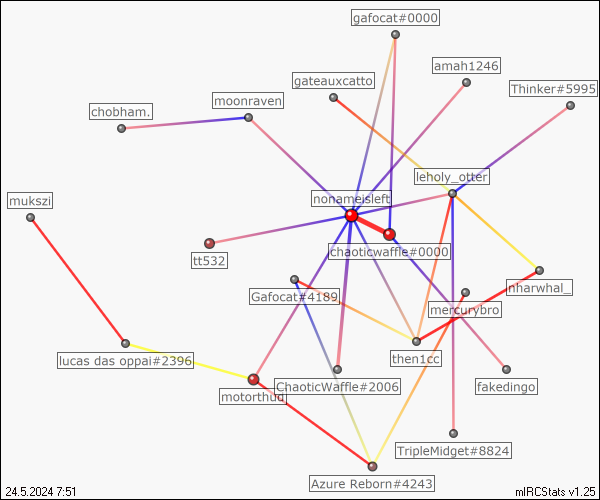 gafocat#0000
amah1246
gateauxcatto
Thinker#5995
moonraven
chobham.
leholy_otter
nonameisleft
mukszi
chaoticwaffle#0000
tt532
nharwhal_
Gafocat#4189
mercurybro
lucas das oppai#2396
then1cc
ChaoticWaffle#2006
fakedingo
motorthud
TripleMidget#8824
Azure Reborn#4243
24.5.2024 7:51
mIRCStats v1.25